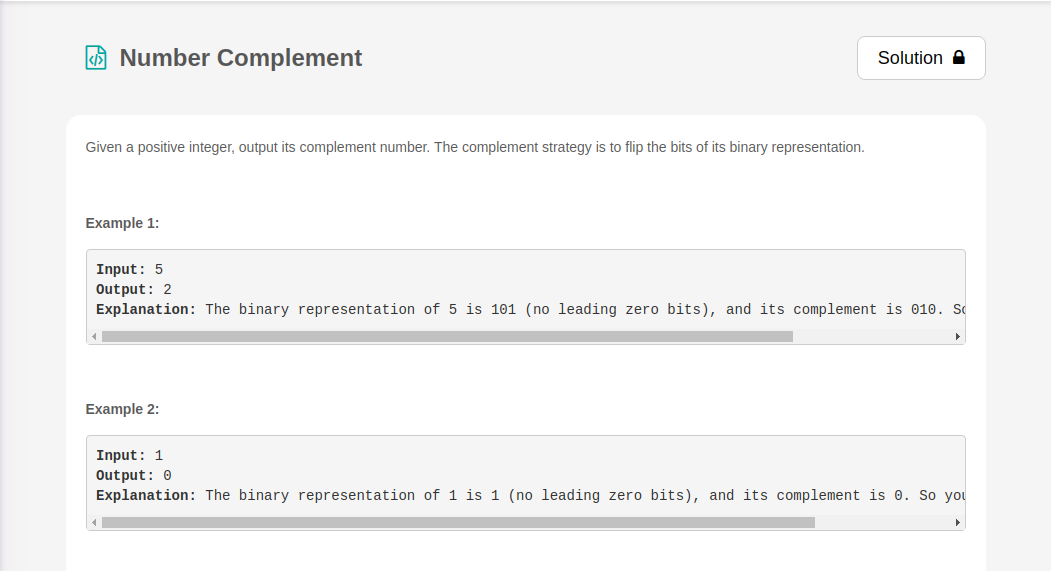 Number Complement
Solution
Given a positive integer, output its complement number. The complement strategy is to flip the bits of its binary representation.
Example 1:
Input: 5
Output: 2
Explanation: The binary representation of 5 is 101 (no leading zero bits), and its complement is 010. So
Example 2:
Input: 1
Output: 0
Explanation: The binary representation of 1 is 1 (no leading zero bits), and its complement is 0. So you